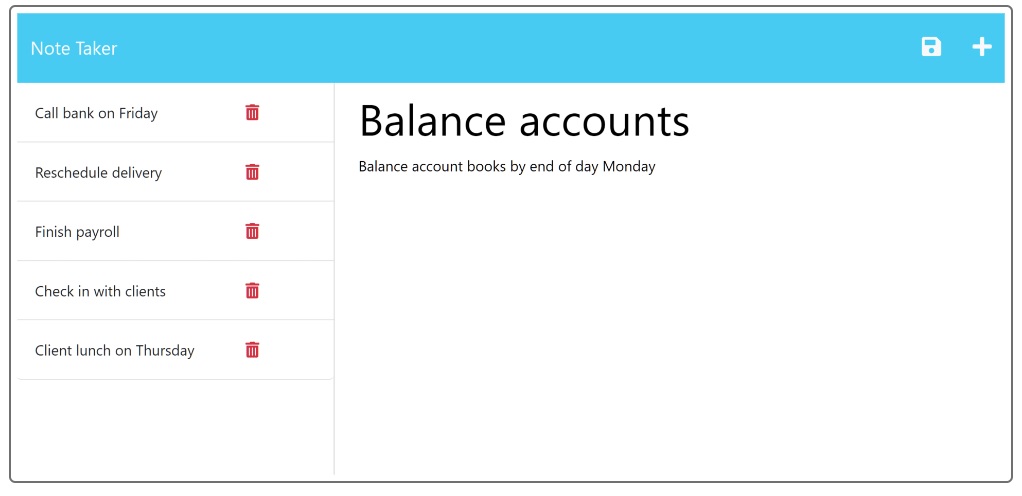 Note Taker
Call bank on Friday
Reschedule delivery
Finish payroll
Check in with clients
Client lunch on Thursday
Balance accounts
Balance account books by end of day Monday